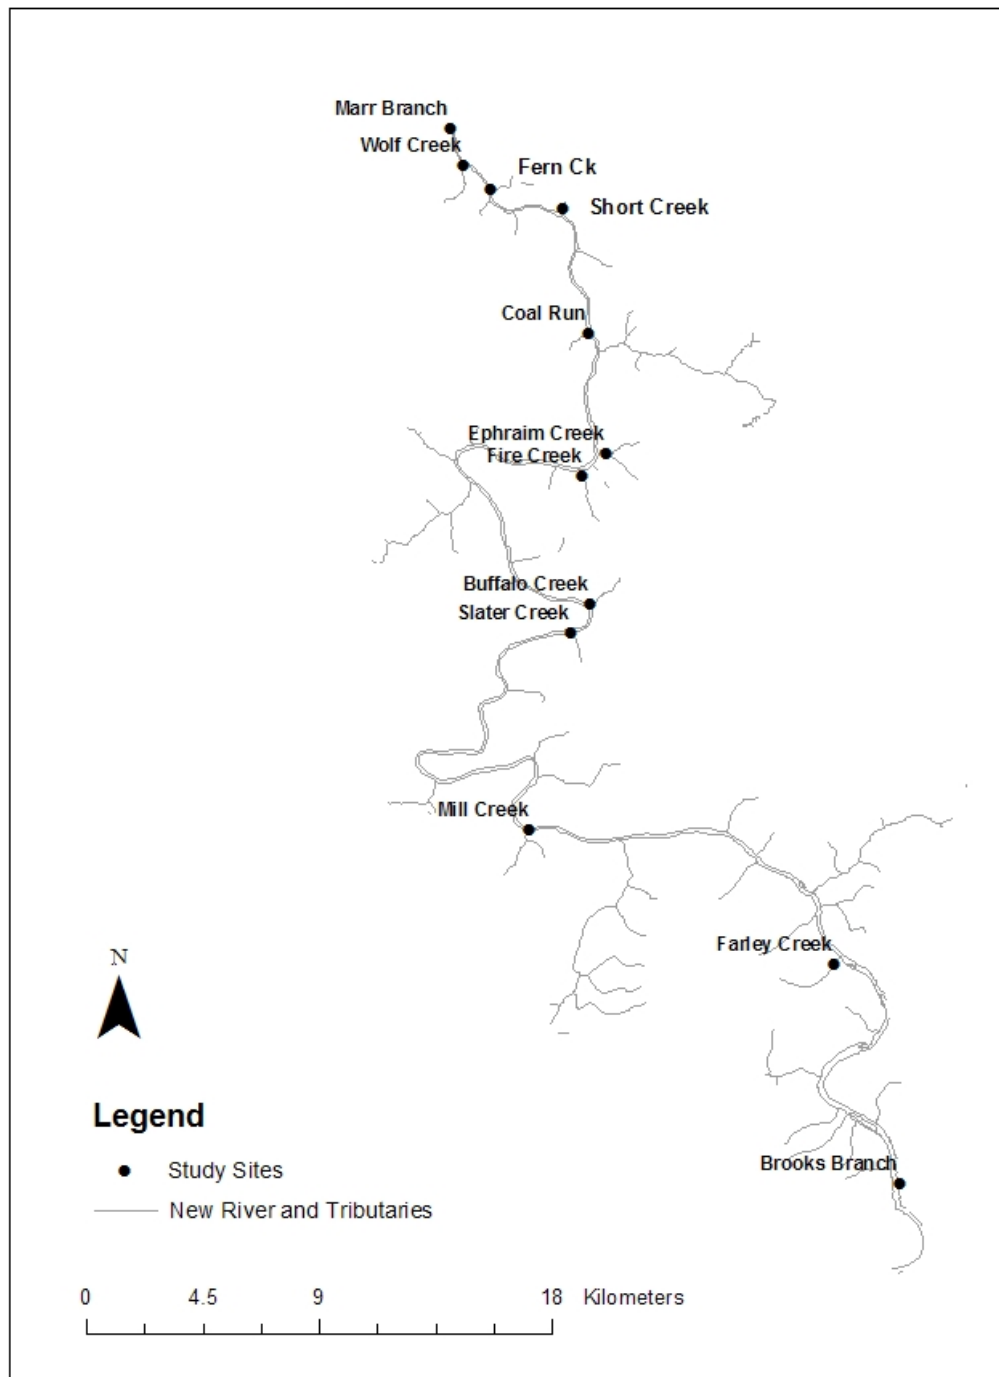 Marr Branch
Wolf Creek
Fern Ck
Short Creek
Coal Run
Ephraim Creek
Fire Creek
Buffalo Creek
Slater Creek
Mill Creek
Farley Creek
N
Legend
Brooks Branch
Study Sites
New River and Tributaries
0 4.5 9 18 Kilometers